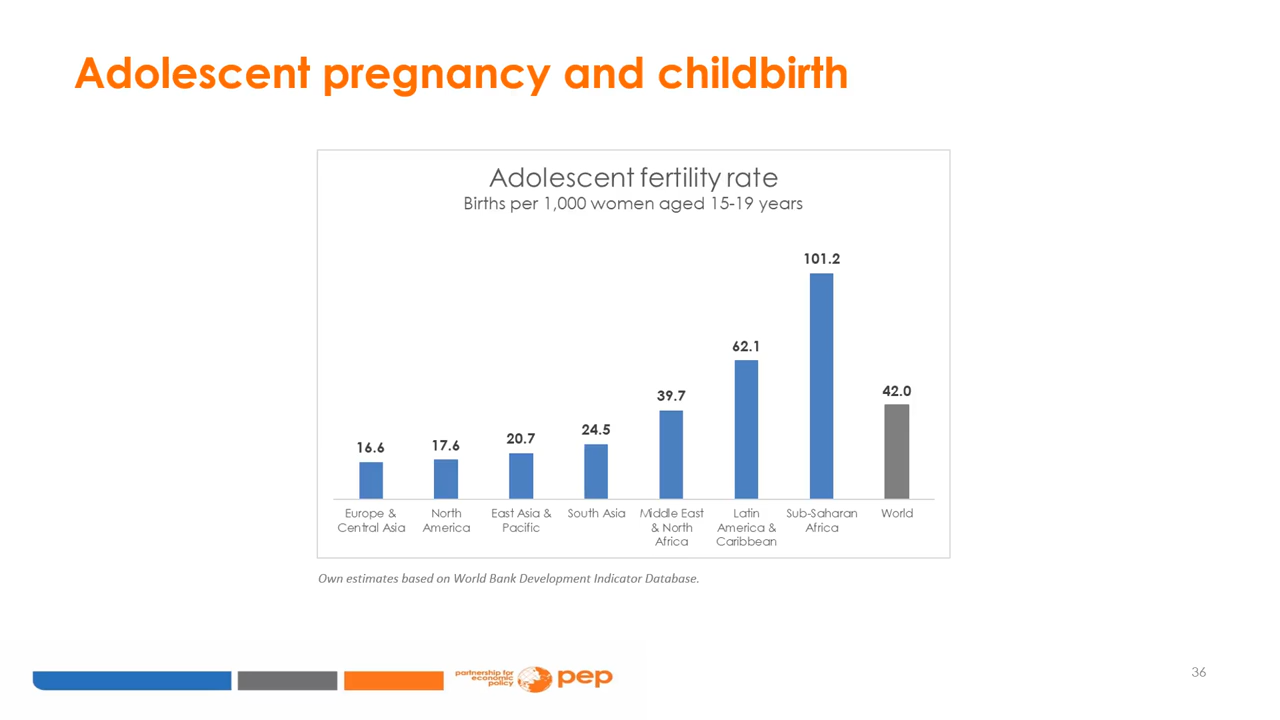 Adolescent pregnancy and childbirth
Adolescent fertility rate
Births per 1,000 women aged 15-19 years
101.2
62.1
42.0
39.7
24.5
20.7
17.6
16.6
Europe &
Central Asia
North
America
East Asia &
Pacific
South Asia
Middle East
& North
Africa
Latin
America &
Caribbean
Sub-Saharan
Africa
World
Own estimates based on World Bank Development Indicator Database.
partnership for
economic
policy
pep
36